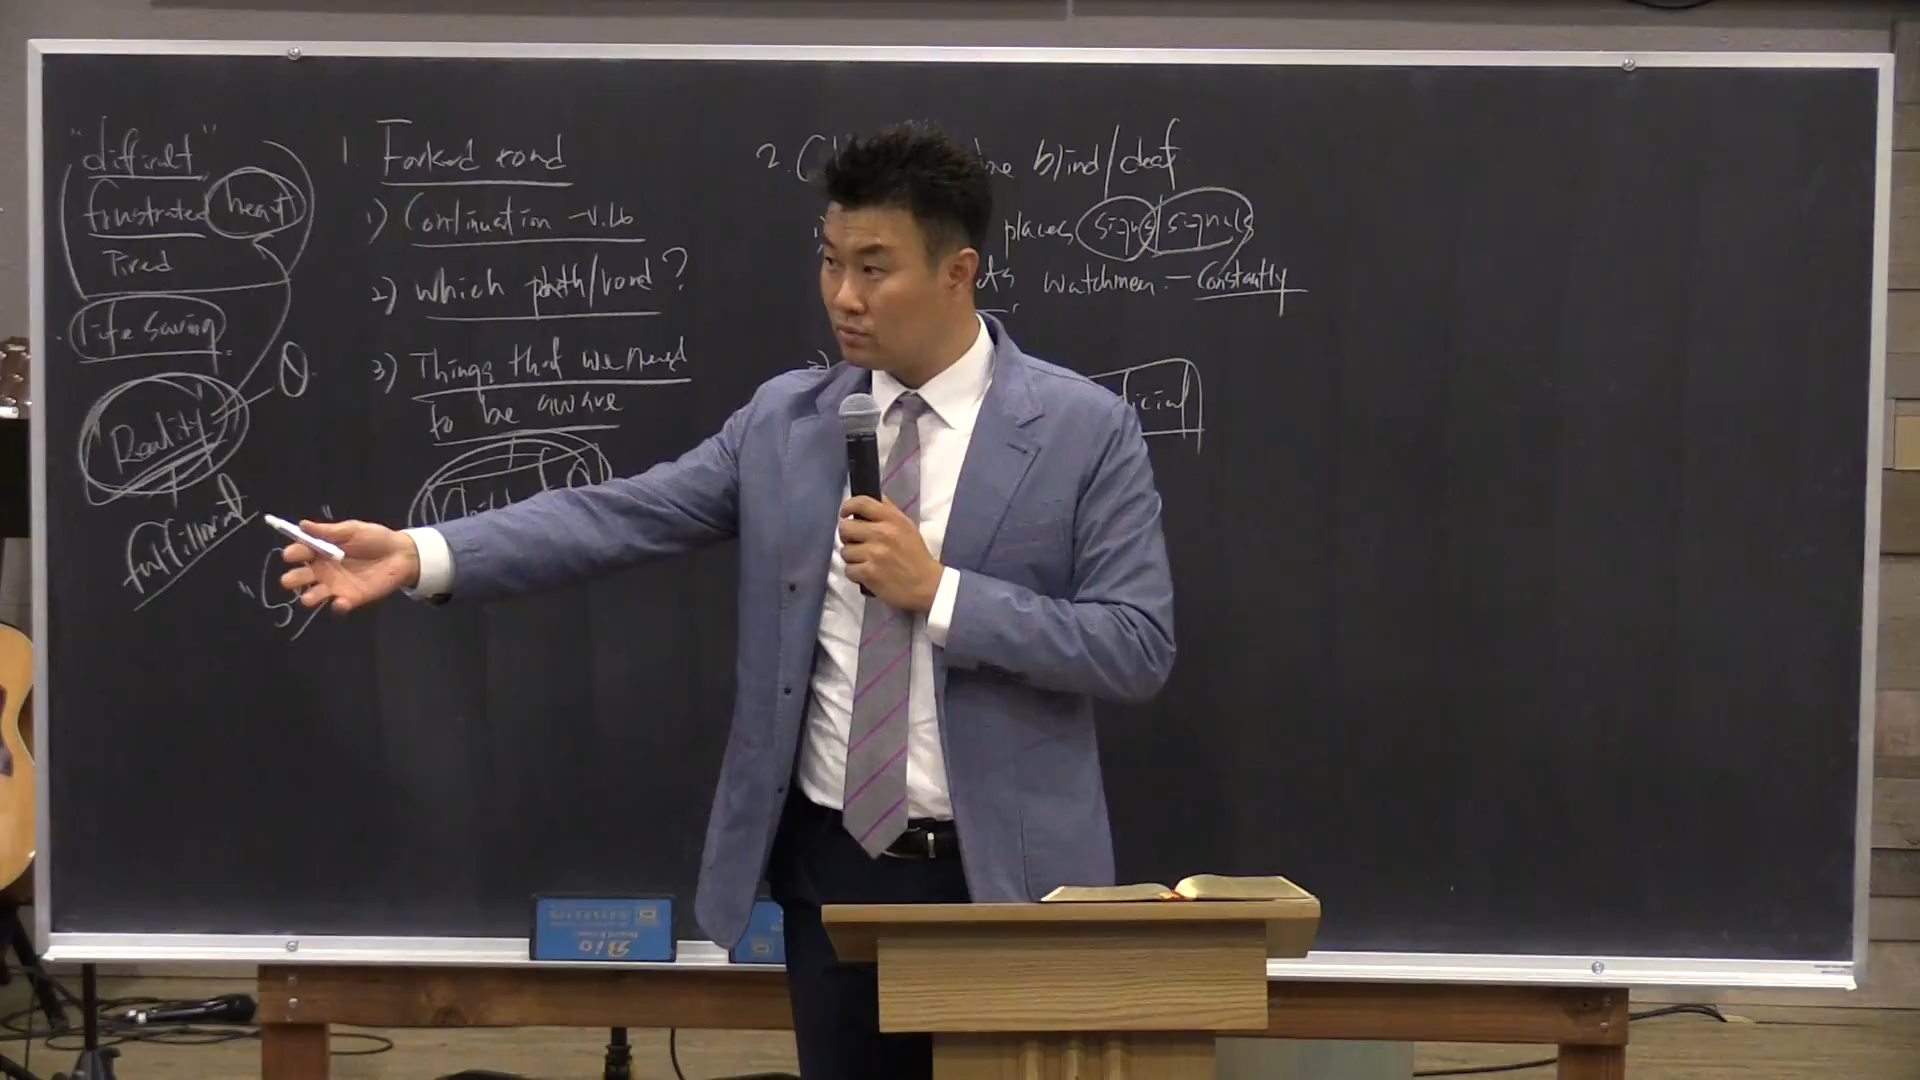 "difficult"
frustrated heart
Tired
Life Saving
Reality
fulfillment
1. Forked road
1) Continuation - v.16
2) which path/road?
3) Things that we need
to be aware
2. blind/deaf
places signs/signals
watchmen - Constantly
Bio